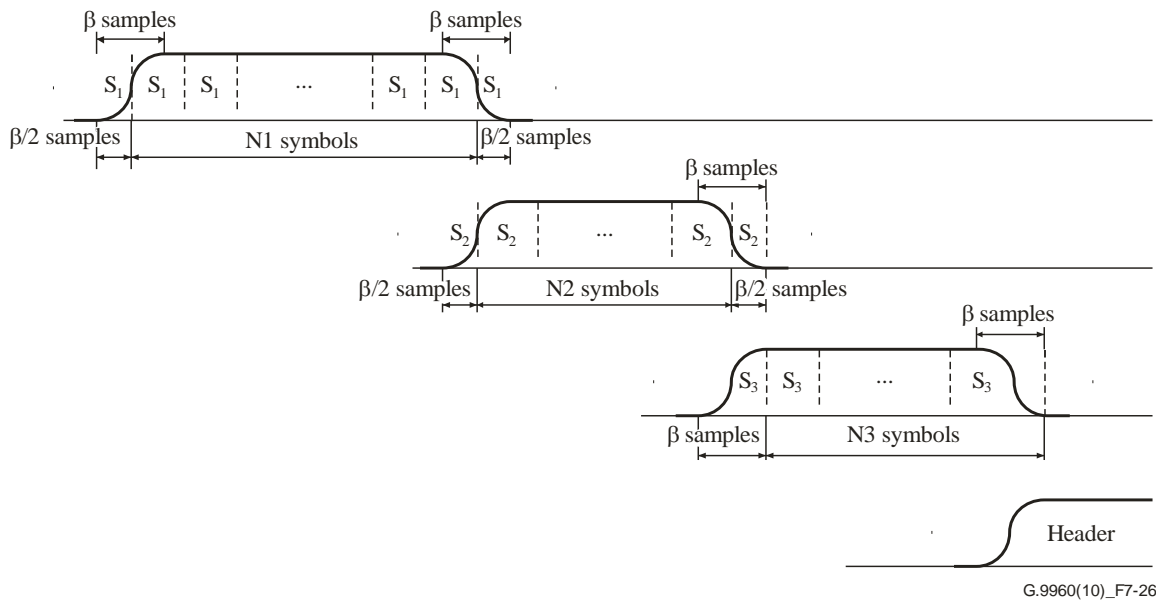 β samples β samples
S₁ S₁ S₁ ... S₁ S₁ S₁
β/2 samples N1 symbols β/2 samples
β samples
S₂ S₂ ... S₂ S₂
β/2 samples N2 symbols β/2 samples
β samples
S₃ S₃ ... S₃
β samples N3 symbols
Header
G.9960(10)_F7-26